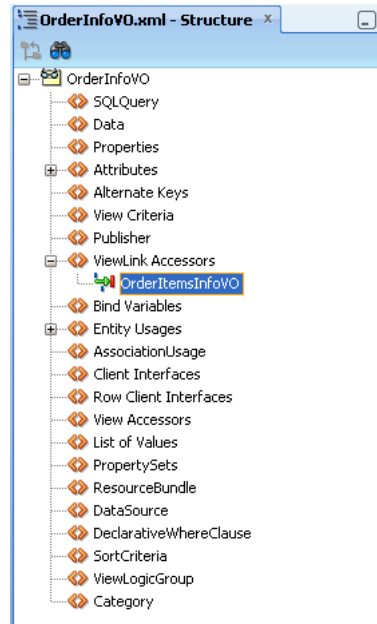 OrderInfoVO.xml - Structure
OrderInfoVO
SQLQuery
Data
Properties
Attributes
Alternate Keys
View Criteria
Publisher
ViewLink Accessors
OrderItemsInfoVO
Bind Variables
Entity Usages
AssociationUsage
Client Interfaces
Row Client Interfaces
View Accessors
List of Values
PropertySets
ResourceBundle
DataSource
DeclarativeWhereClause
SortCriteria
ViewLogicGroup
Category